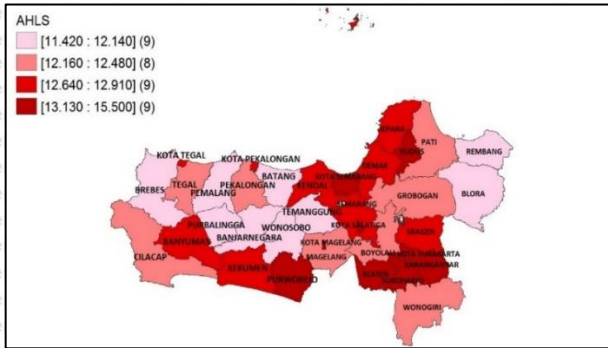 AHLS
[11.420 : 12.140] (9)
[12.160 : 12.480] (8)
[12.640 : 12.910] (9)
[13.130 : 15.500] (9)
JEPARA
PATI
KUDUS
REMBANG
KOTA TEGAL
KOTA PEKALONGAN
DEMAK
BATANG
KOTA SEMARANG
BREBES
TEGAL
PEKALONGAN
KENDAL
GROBOGAN
BLORA
PEMALANG
TEMANGGUNG
SEMARANG
PURBALINGGA
WONOSOBO
KOTA SALATIGA
SRAGEN
BANYUMAS
BANJARNEGARA
KOTA MAGELANG
BOYOLALI
KOTA SURAKARTA
CILACAP
MAGELANG
KARANGANYAR
KEBUMEN
KLATEN
SUKOHARJO
PURWOREJO
WONOGIRI